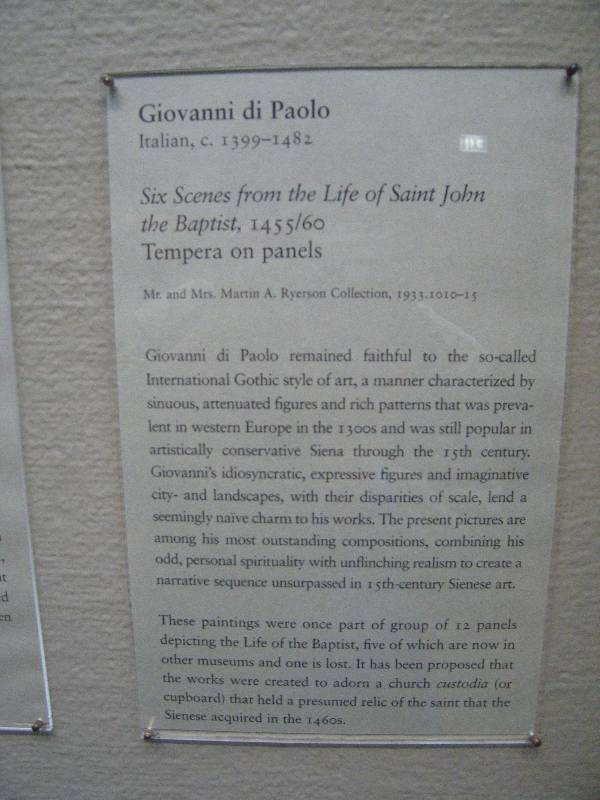 Giovanni di Paolo
Italian, c. 1399–1482
Six Scenes from the Life of Saint John
the Baptist, 1455/60
Tempera on panels
Mr. and Mrs. Martin A. Ryerson Collection, 1933.1010–15
Giovanni di Paolo remained faithful to the so-called
International Gothic style of art, a manner characterized by
sinuous, attenuated figures and rich patterns that was preva-
lent in western Europe in the 1300s and was still popular in
artistically conservative Siena through the 15th century.
Giovanni's idiosyncratic, expressive figures and imaginative
city- and landscapes, with their disparities of scale, lend a
seemingly naïve charm to his works. The present pictures are
among his most outstanding compositions, combining his
odd, personal spirituality with unflinching realism to create a
narrative sequence unsurpassed in 15th-century Sienese art.
These paintings were once part of group of 12 panels
depicting the Life of the Baptist, five of which are now in
other museums and one is lost. It has been proposed that
the works were created to adorn a church custodia (or
cupboard) that held a presumed relic of the saint that the
Sienese acquired in the 1460s.